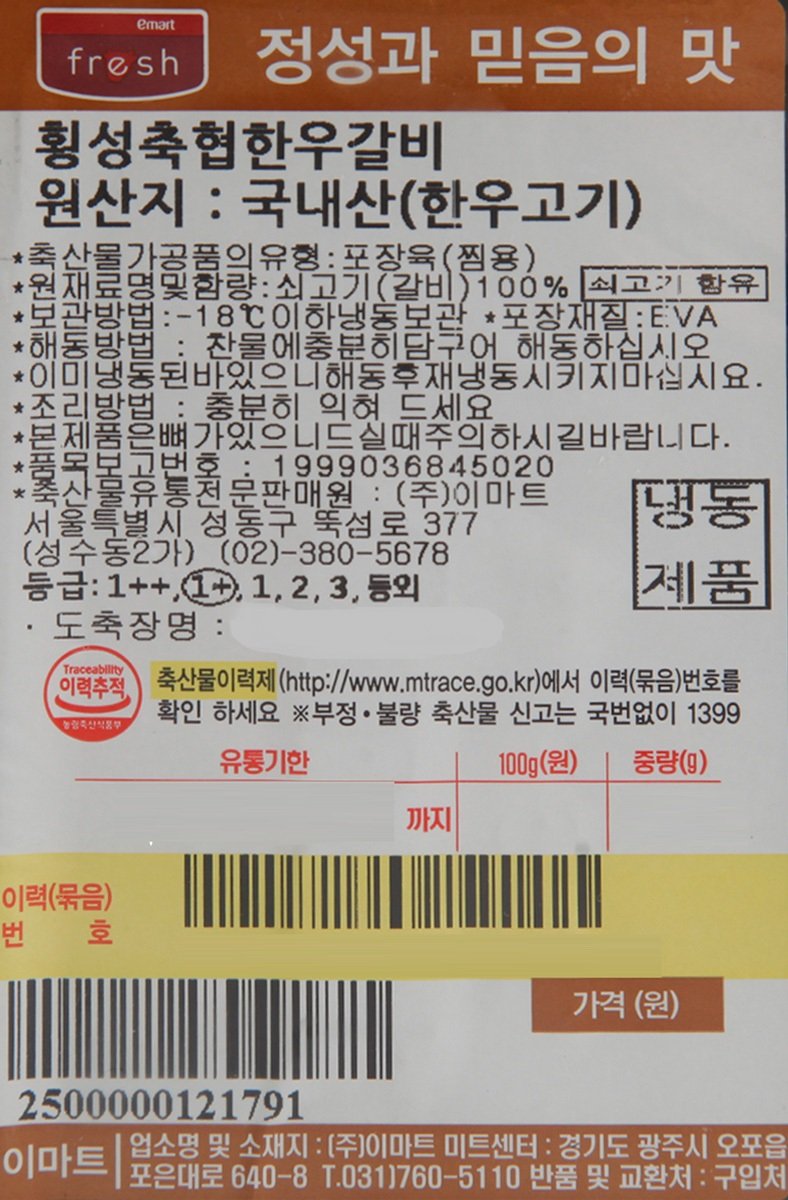 emart
fresh
정성과 믿음의 맛
횡성축협한우갈비
원산지 : 국내산(한우고기)
*축산물가공품의유형:포장육(찜용)
*원재료명및함량:쇠고기(갈비)100% 쇠고기 함유
*보관방법:-18℃이하냉동보관 *포장재질:EVA
*해동방법 : 찬물에충분히담구어 해동하십시오
*이미냉동된바있으니해동후재냉동시키지마십시요.
*조리방법 : 충분히 익혀 드세요
*본제품은뼈가있으니드실때주의하시길바랍니다.
*품목보고번호 : 1999036845020
*축산물유통전문판매원 : (주)이마트
서울특별시 성동구 뚝섬로 377
(성수동2가) (02)-380-5678
냉동
제품
등급:1++,1+,1, 2, 3, 등외
· 도축장명 :
Traceability
이력추적
농림축산식품부
축산물이력제(http://www.mtrace.go.kr)에서 이력(묶음)번호를
확인 하세요 ※부정·불량 축산물 신고는 국번없이 1399
유통기한 100g(원) 중량(g)
까지
이력(묶음)
번 호
가격 (원)
2500000121791
이마트
업소명 및 소재지 : (주)이마트 미트센터 : 경기도 광주시 오포읍
포은대로 640-8 T.031)760-5110 반품 및 교환처 : 구입처